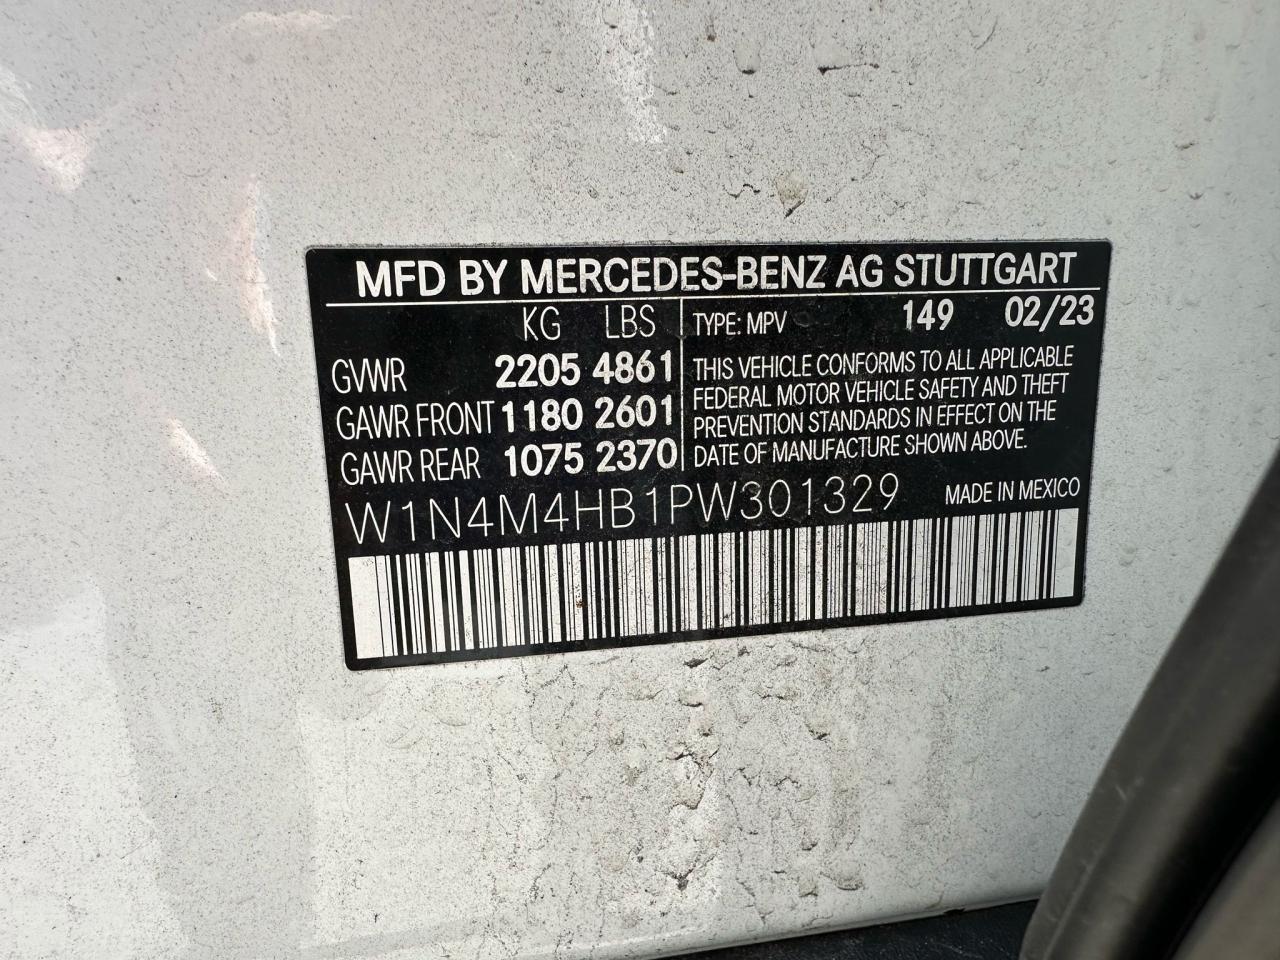 MFD BY MERCEDES-BENZ AG STUTTGART
KG LBS
GVWR 2205 4861
GAWR FRONT 1180 2601
GAWR REAR 1075 2370
TYPE: MPV 149 02/23
THIS VEHICLE CONFORMS TO ALL APPLICABLE
FEDERAL MOTOR VEHICLE SAFETY AND THEFT
PREVENTION STANDARDS IN EFFECT ON THE
DATE OF MANUFACTURE SHOWN ABOVE.
W1N4M4HB1PW301329 MADE IN MEXICO